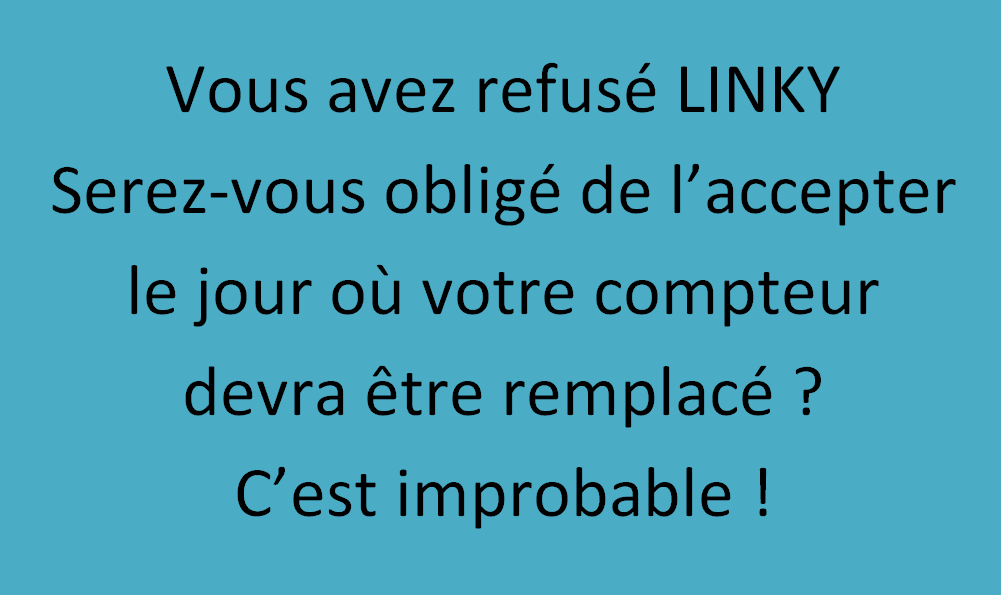 Vous avez refusé LINKY
Serez-vous obligé de l’accepter
le jour où votre compteur
devra être remplacé ?
C’est improbable !